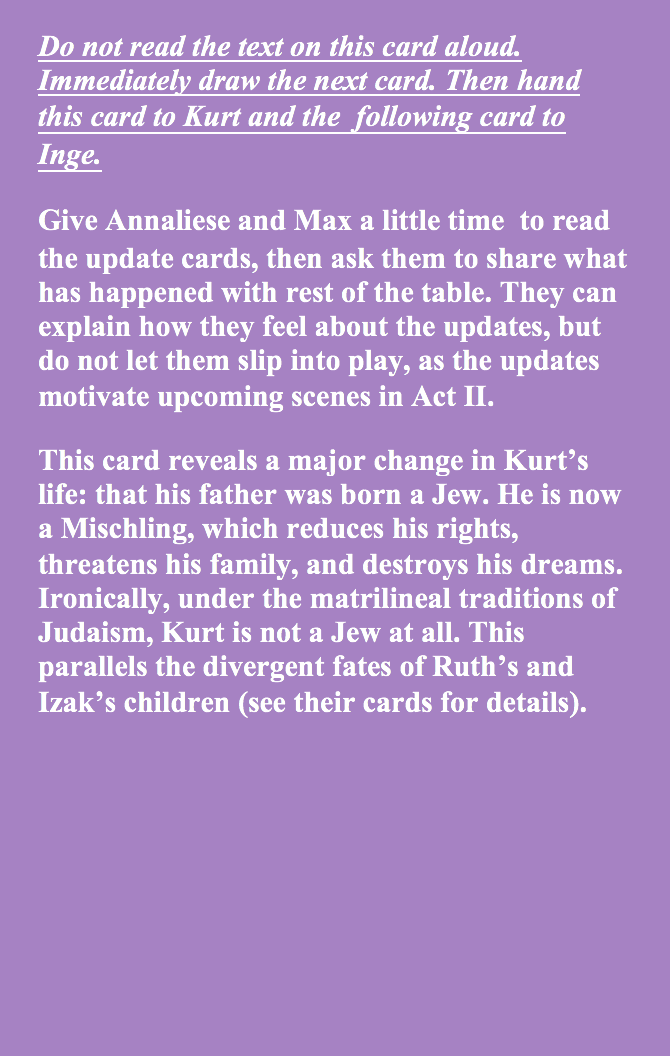 Do not read the text on this card aloud.
Immediately draw the next card. Then hand
this card to Kurt and the  following card to
Inge.
Give Annaliese and Max a little time  to read
the update cards, then ask them to share what
has happened with rest of the table. They can
explain how they feel about the updates, but
do not let them slip into play, as the updates
motivate upcoming scenes in Act II.
This card reveals a major change in Kurt’s
life: that his father was born a Jew. He is now
a Mischling, which reduces his rights,
threatens his family, and destroys his dreams.
Ironically, under the matrilineal traditions of
Judaism, Kurt is not a Jew at all. This
parallels the divergent fates of Ruth’s and
Izak’s children (see their cards for details).